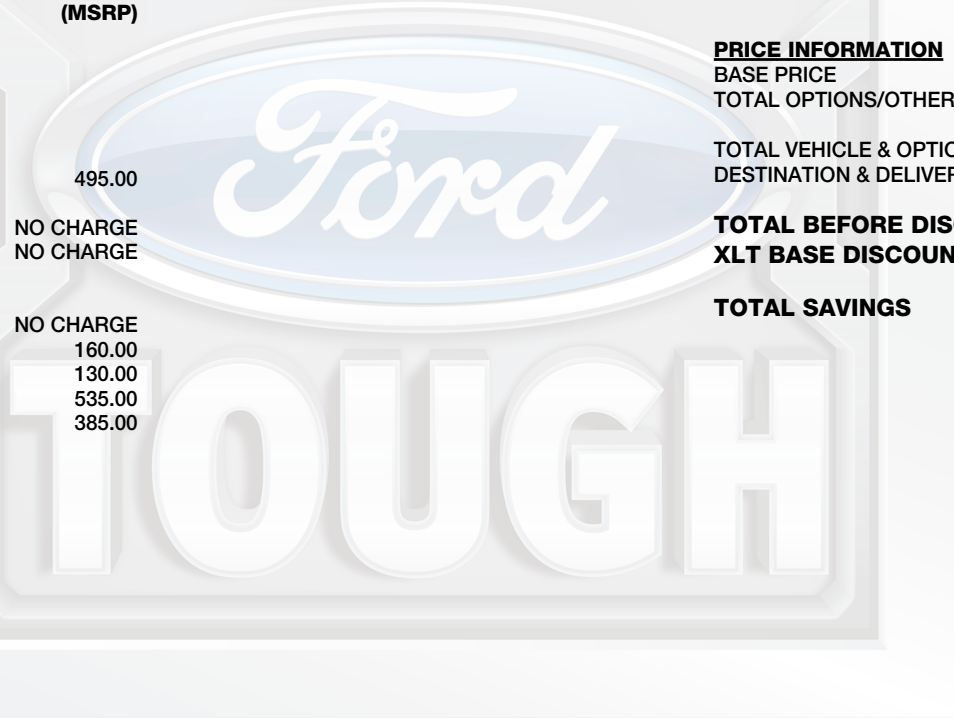 (MSRP)
495.00
NO CHARGE
NO CHARGE
NO CHARGE
160.00
130.00
535.00
385.00
PRICE INFORMATION
BASE PRICE
TOTAL OPTIONS/OTHER
TOTAL VEHICLE & OPTIO
DESTINATION & DELIVER
TOTAL BEFORE DIS
XLT BASE DISCOUN
TOTAL SAVINGS
Ford
TOUGH